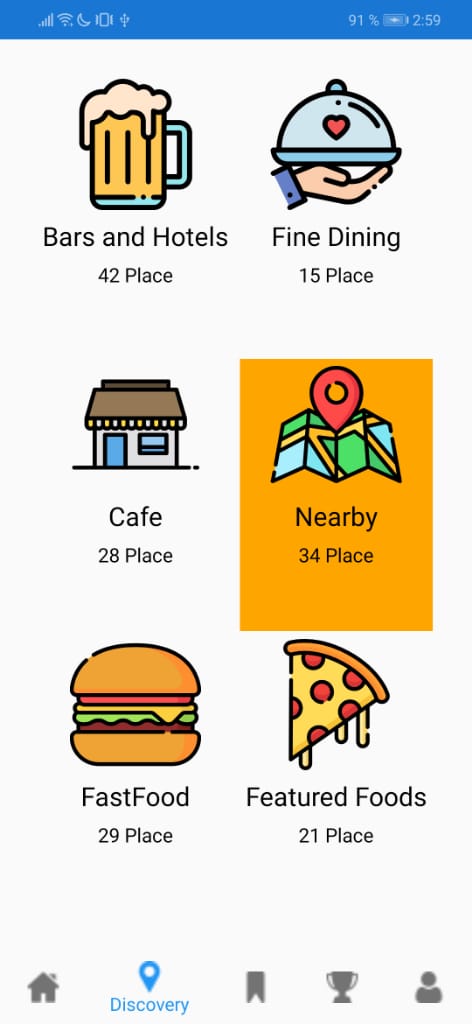 91 % 2:59
Bars and Hotels
42 Place
Fine Dining
15 Place
Cafe
28 Place
Nearby
34 Place
FastFood
29 Place
Featured Foods
21 Place
Discovery